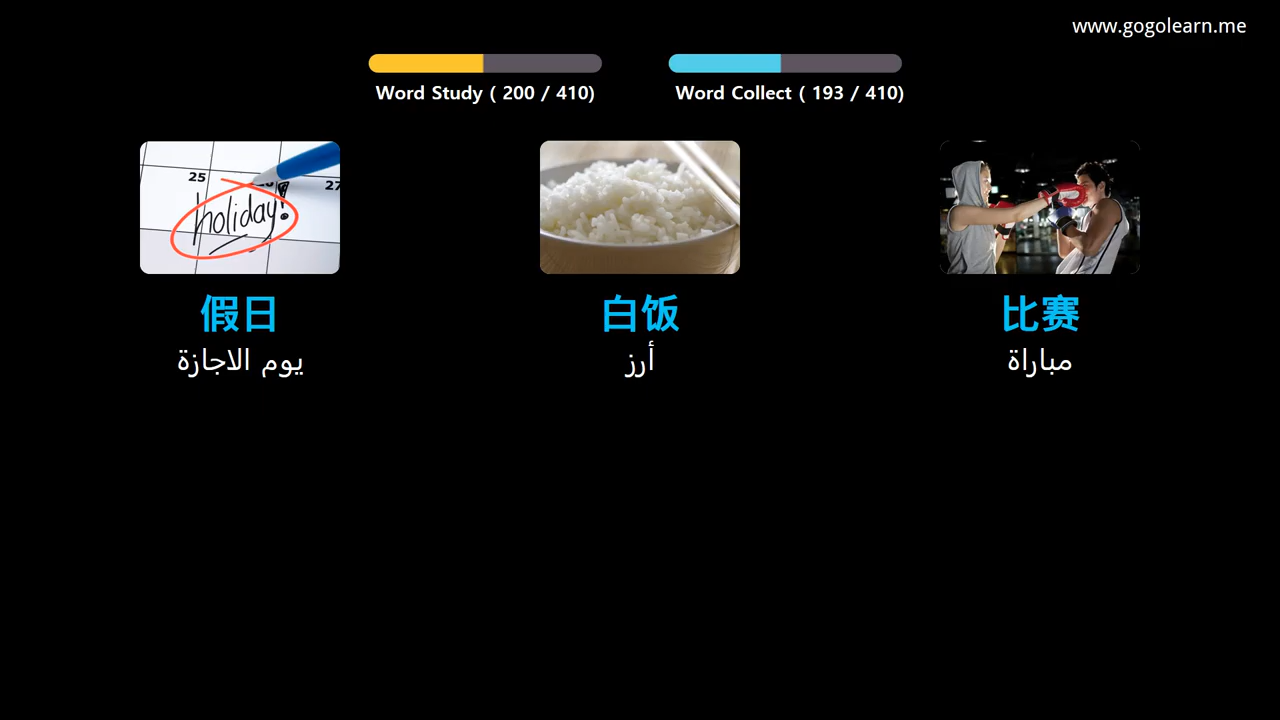 www.gogolearn.me
Word Study ( 200 / 410)
Word Collect ( 193 / 410)
25
27
holiday!
假日
白饭
比赛
يوم الاجازة
أرز
مباراة